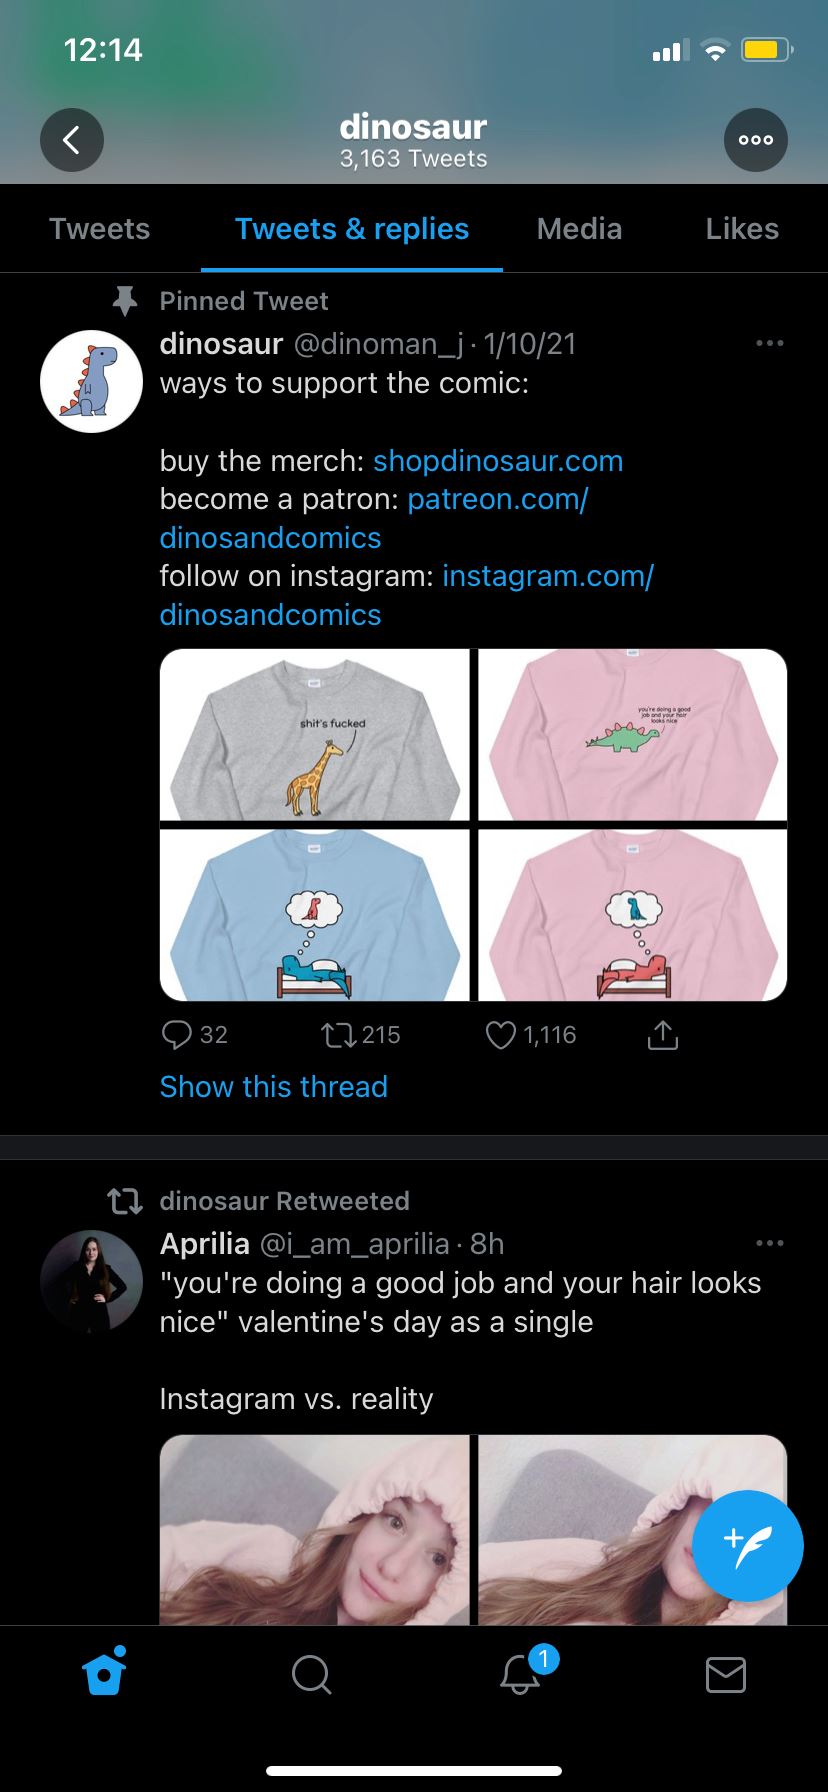 12:14
dinosaur
3,163 Tweets
Tweets
Tweets & replies
Media
Likes
Pinned Tweet
dinosaur @dinoman_j · 1/10/21
ways to support the comic:
buy the merch: shopdinosaur.com
become a patron: patreon.com/
dinosandcomics
follow on instagram: instagram.com/
dinosandcomics
shit's fucked
you're doing a good
job and your hair
looks nice
32
215
1,116
Show this thread
dinosaur Retweeted
Aprilia @i_am_aprilia · 8h
"you're doing a good job and your hair looks
nice" valentine's day as a single
Instagram vs. reality
1